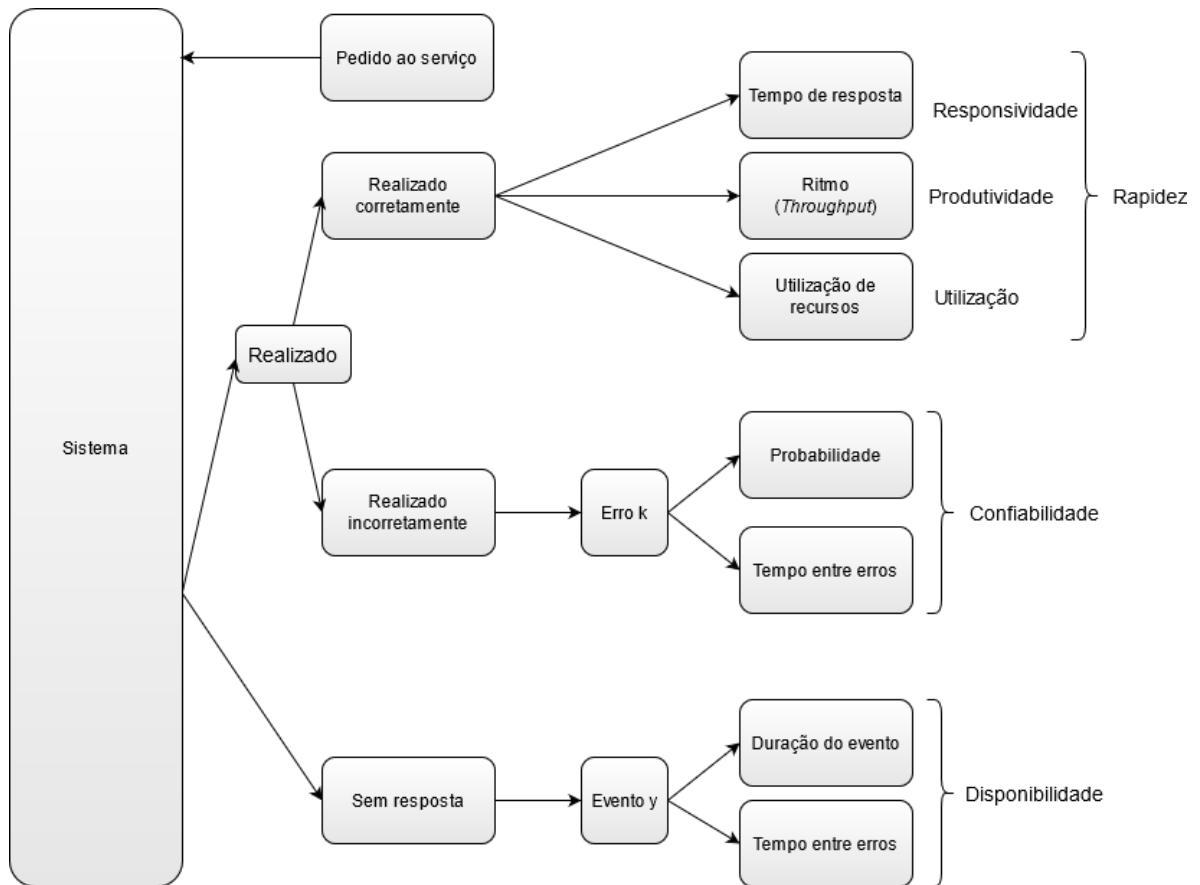 Pedido ao serviço
Tempo de resposta
Responsividade
Realizado
corretamente
Ritmo
(Throughput)
Produtividade
Rapidez
Utilização de
recursos
Utilização
Realizado
Sistema
Probabilidade
Realizado
incorretamente
Erro k
Confiabilidade
Tempo entre erros
Duração do evento
Sem resposta
Evento y
Disponibilidade
Tempo entre erros